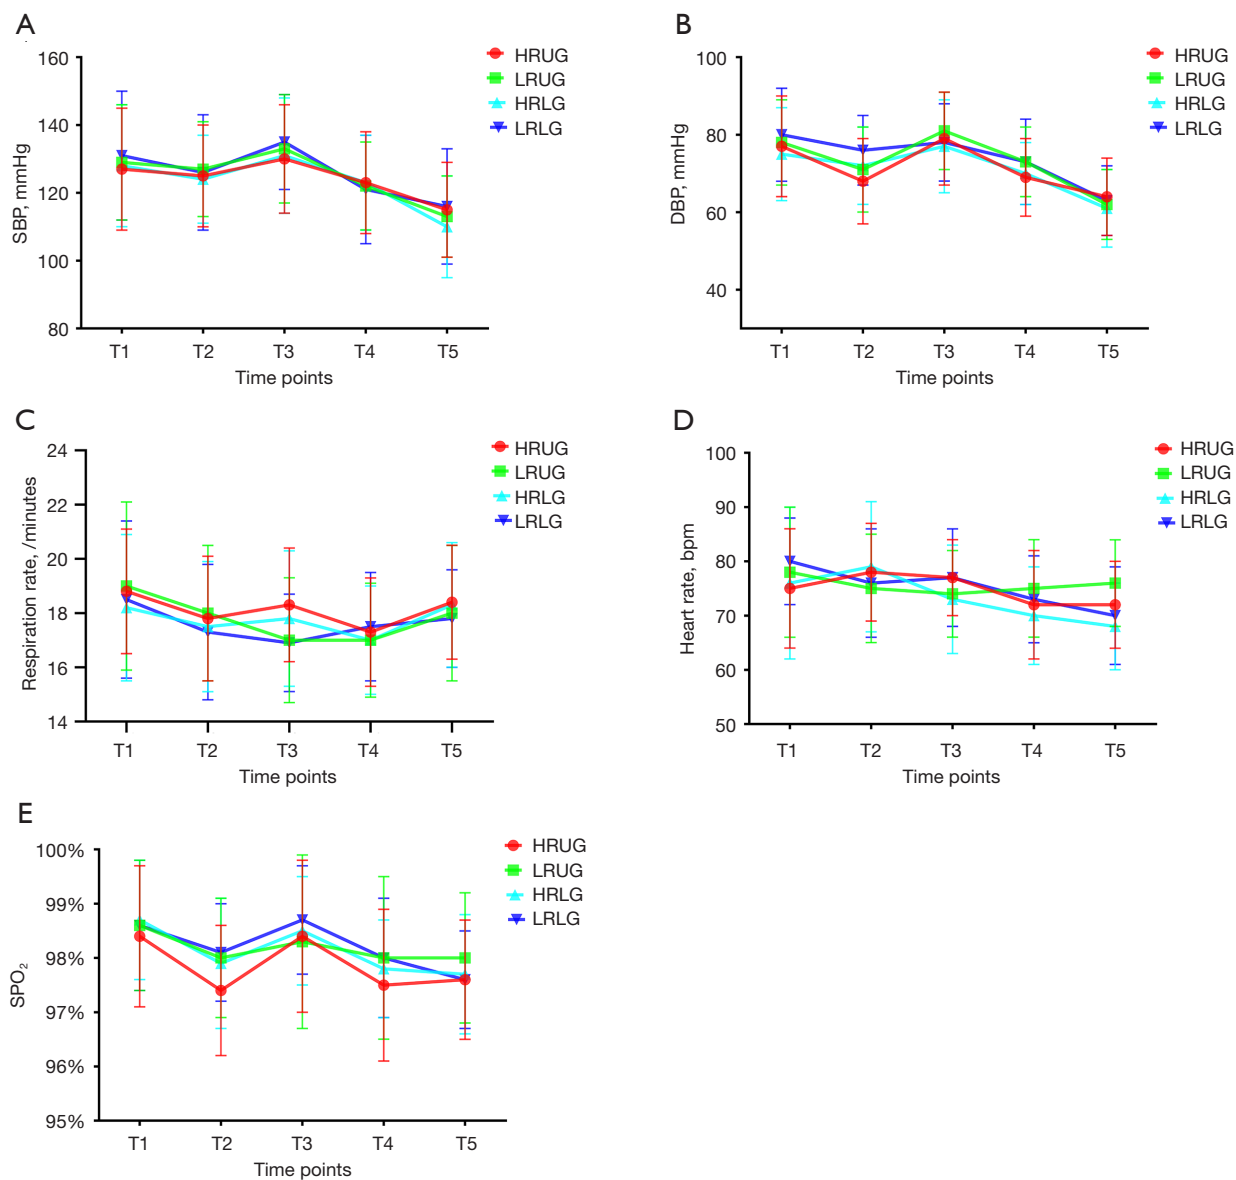 A
SBP, mmHg
160
140
120
100
80
T1 T2 T3 T4 T5
Time points
HRUG
LRUG
HRLG
LRLG
B
DBP, mmHg
100
80
60
40
T1 T2 T3 T4 T5
Time points
HRUG
LRUG
HRLG
LRLG
C
Respiration rate, /minutes
24
22
20
18
16
14
T1 T2 T3 T4 T5
Time points
HRUG
LRUG
HRLG
LRLG
D
Heart rate, bpm
100
90
80
70
60
50
T1 T2 T3 T4 T5
Time points
HRUG
LRUG
HRLG
LRLG
E
SPO₂
100%
99%
98%
97%
96%
95%
T1 T2 T3 T4 T5
Time points
HRUG
LRUG
HRLG
LRLG